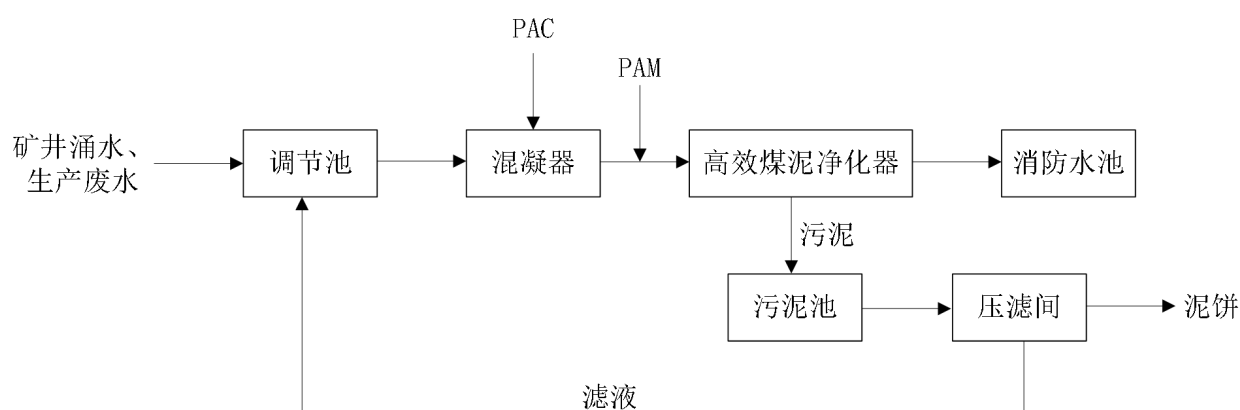 PAC
PAM
矿井涌水、
生产废水
调节池
混凝器
高效煤泥净化器
消防水池
污泥
污泥池
压滤间
泥饼
滤液